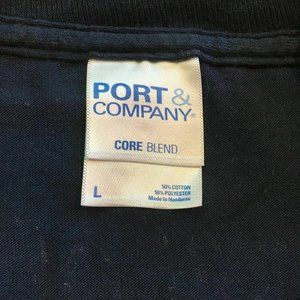 PORT &
COMPANY®
CORE BLEND
L
50% COTTON
50% POLYESTER
Made in Honduras